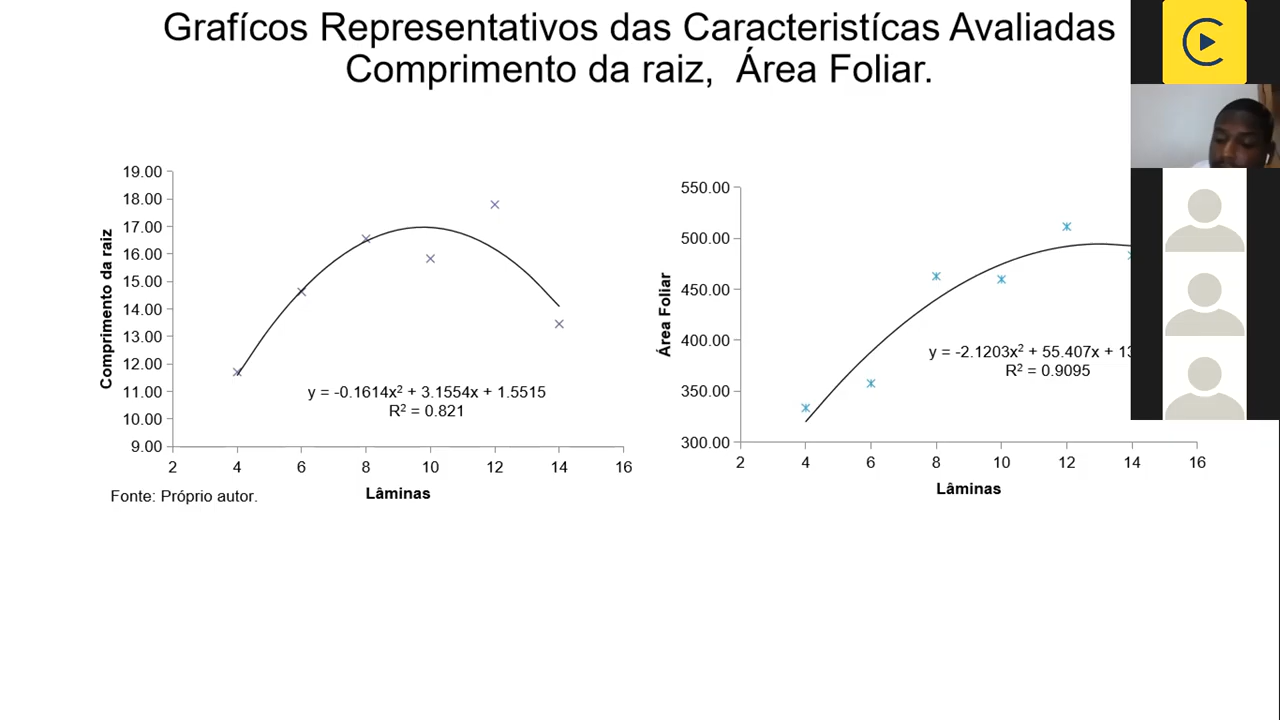 Grafícos Representativos das Caracteristícas Avaliadas
Comprimento da raiz, Área Foliar.
19.00
18.00
17.00
16.00
15.00
14.00
13.00
12.00
11.00
10.00
9.00
Comprimento da raiz
y = -0.1614x² + 3.1554x + 1.5515
R² = 0.821
2 4 6 8 10 12 14 16
Lâminas
Fonte: Próprio autor.
550.00
500.00
450.00
400.00
350.00
300.00
Área Foliar
y = -2.1203x² + 55.407x +
R² = 0.9095
2 4 6 8 10 12 14 16
Lâminas